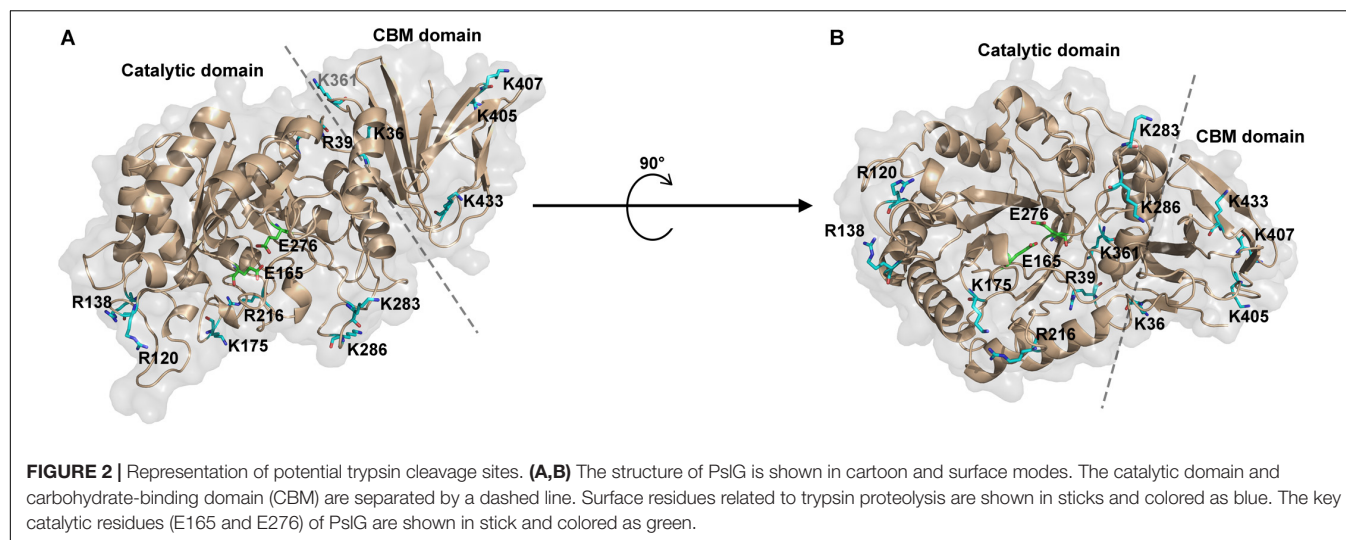 A
CBM domain
Catalytic domain
K361
K407
K405
R39
K36
K433
E276
E165
R138
R216
K283
R120
K175
K286
90°
B
Catalytic domain
K283
CBM domain
R120
K286
K433
E276
R138
K407
E165
K361
R39
K175
K405
K36
R216
FIGURE 2 | Representation of potential trypsin cleavage sites. (A,B) The structure of PslG is shown in cartoon and surface modes. The catalytic domain and
carbohydrate-binding domain (CBM) are separated by a dashed line. Surface residues related to trypsin proteolysis are shown in sticks and colored as blue. The key
catalytic residues (E165 and E276) of PslG are shown in stick and colored as green.